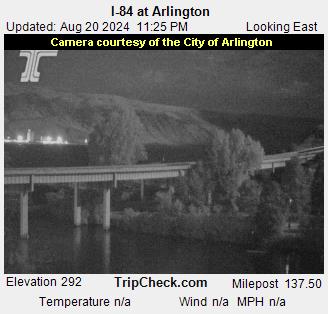 I-84 at Arlington
Updated: Aug 20 2024 11:25 PM Looking East
Camera courtesy of the City of Arlington
Elevation 292 TripCheck.com Milepost 137.50
Temperature n/a Wind n/a MPH n/a